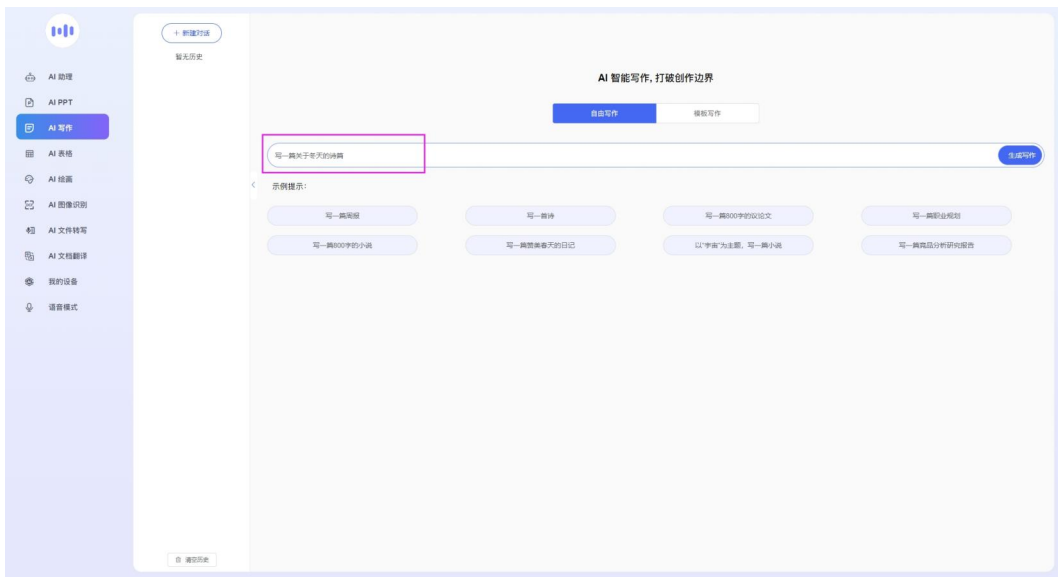 + 新建对话
暂无历史
AI 助理
AI PPT
AI 写作
AI 表格
AI 绘画
AI 图像识别
AI 文件转写
AI 文档翻译
我的设备
语音模式
AI 智能写作, 打破创作边界
自由写作
模板写作
写一篇关于冬天的诗篇
生成写作
示例提示：
写一篇周报
写一首诗
写一篇800字的议论文
写一篇职业规划
写一篇600字的小说
写一篇赞美春天的日记
以“宇宙”为主题，写一篇小说
写一篇竞品分析研究报告
清空历史